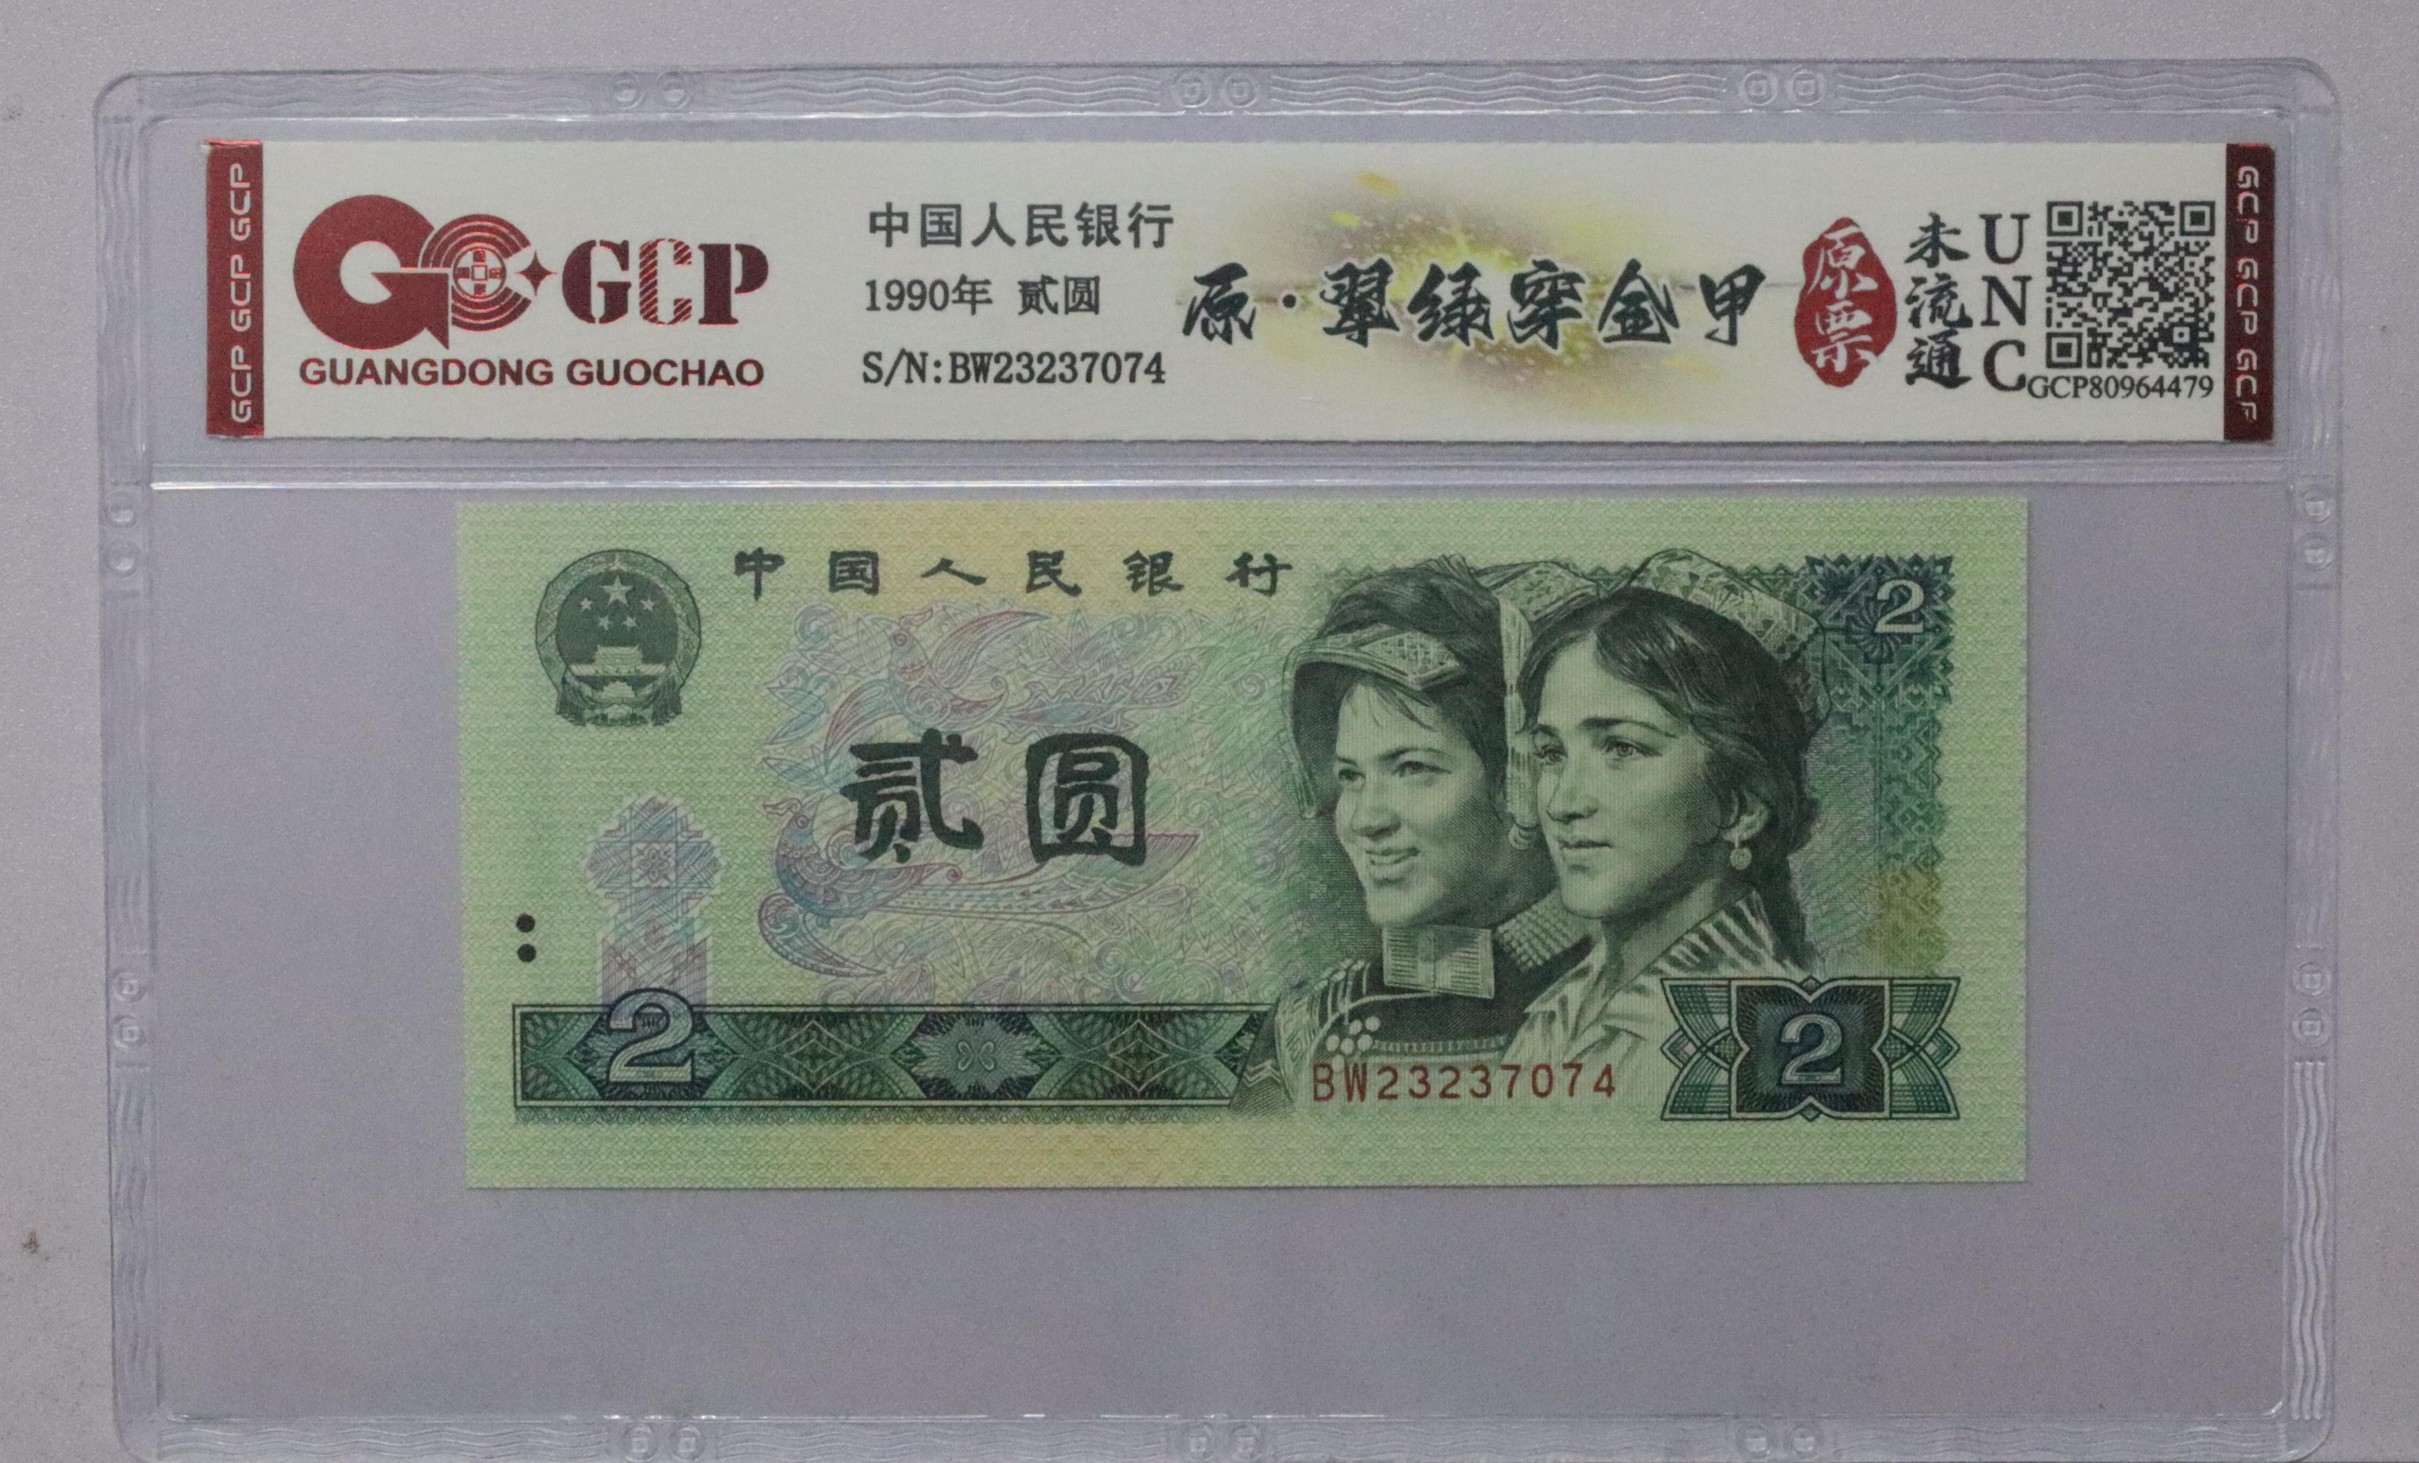 GCP GCP GCP
GCP
GUANGDONG GUOCHAO
中国人民银行
1990年 贰圆
S/N:BW23237074
原·翠绿穿金甲
原票
未流通
UNC
GCP80964479
GCP GCP GCP
中国人民银行
2
贰圆
2
BW23237074
2